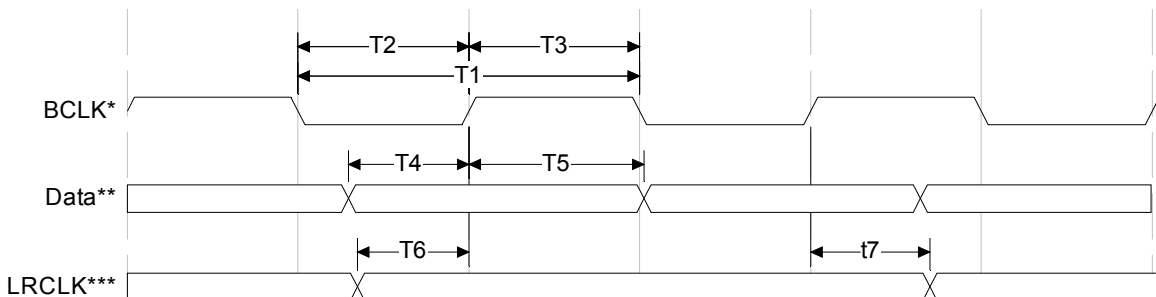 T2 T3
T1
BCLK*
T4 T5
Data**
T6 t7
LRCLK***